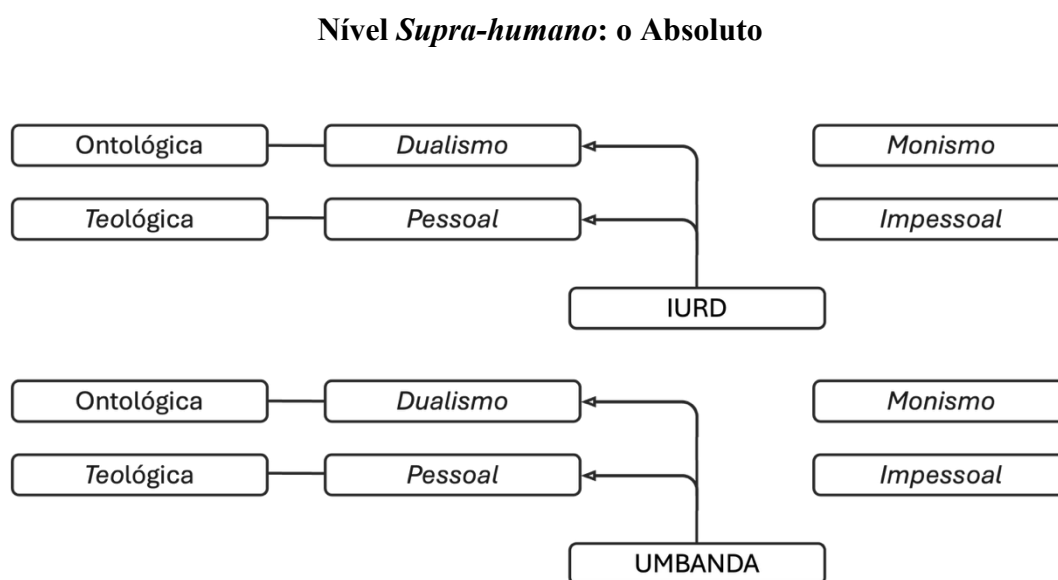 Nível Supra-humano: o Absoluto
Ontológica Dualismo Monismo
Teológica Pessoal Impessoal
IURD
Ontológica Dualismo Monismo
Teológica Pessoal Impessoal
UMBANDA